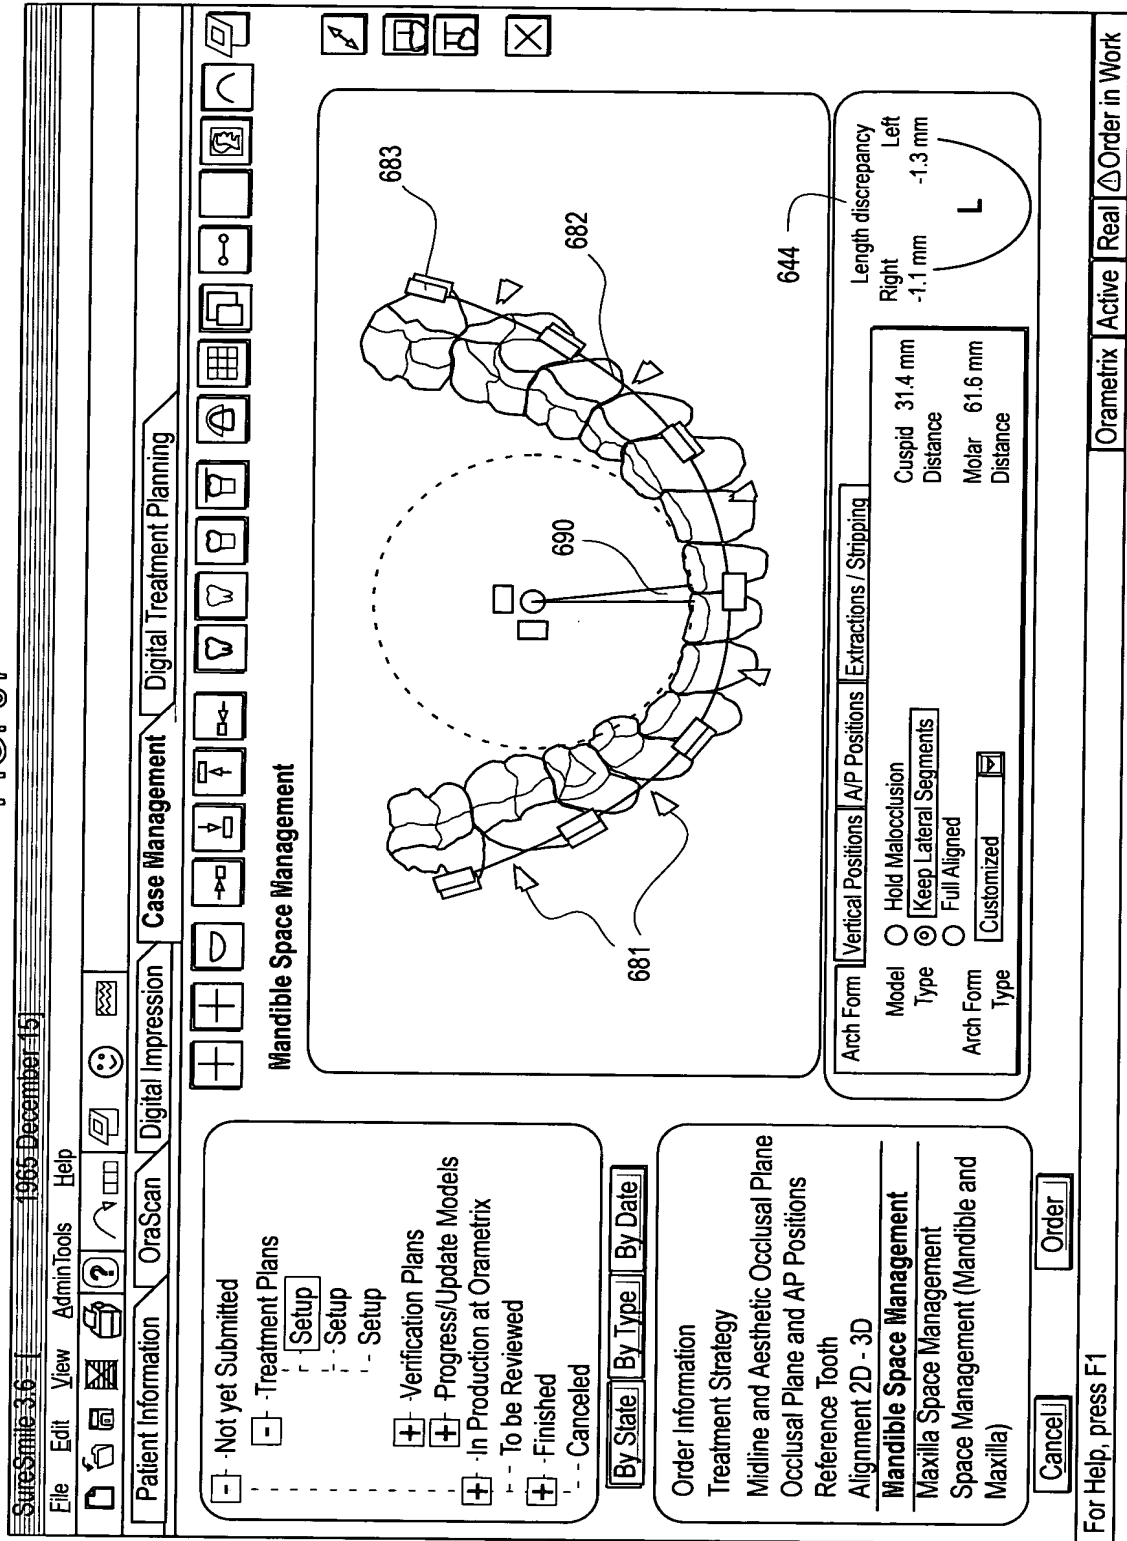 SureSmile 3.6 - [ 1965 December 15]
File Edit View AdminTools Help
Patient Information OraScan Digital Impression Case Management Digital Treatment Planning
- Not yet Submitted
- Treatment Plans
Setup
Setup
Setup
+ Verification Plans
+ Progress/Update Models
+ In Production at Orametrix
To be Reviewed
+ Finished
Canceled
By State By Type By Date
Order Information
Treatment Strategy
Midline and Aesthetic Occlusal Plane
Occlusal Plane and AP Positions
Reference Tooth
Alignment 2D - 3D
Mandible Space Management
Maxilla Space Management
Space Management (Mandible and
Maxilla)
Cancel Order
Mandible Space Management
683
682
690
681
644
Arch Form Vertical Positions A/P Positions Extractions / Stripping
Model Type
Hold Malocclusion
Keep Lateral Segments
Full Aligned
Arch Form Type
Customized
Cuspid Distance 31.4 mm
Molar Distance 61.6 mm
Length discrepancy
Right Left
-1.1 mm -1.3 mm
L
For Help, press F1
Orametrix Active Real Order in Work